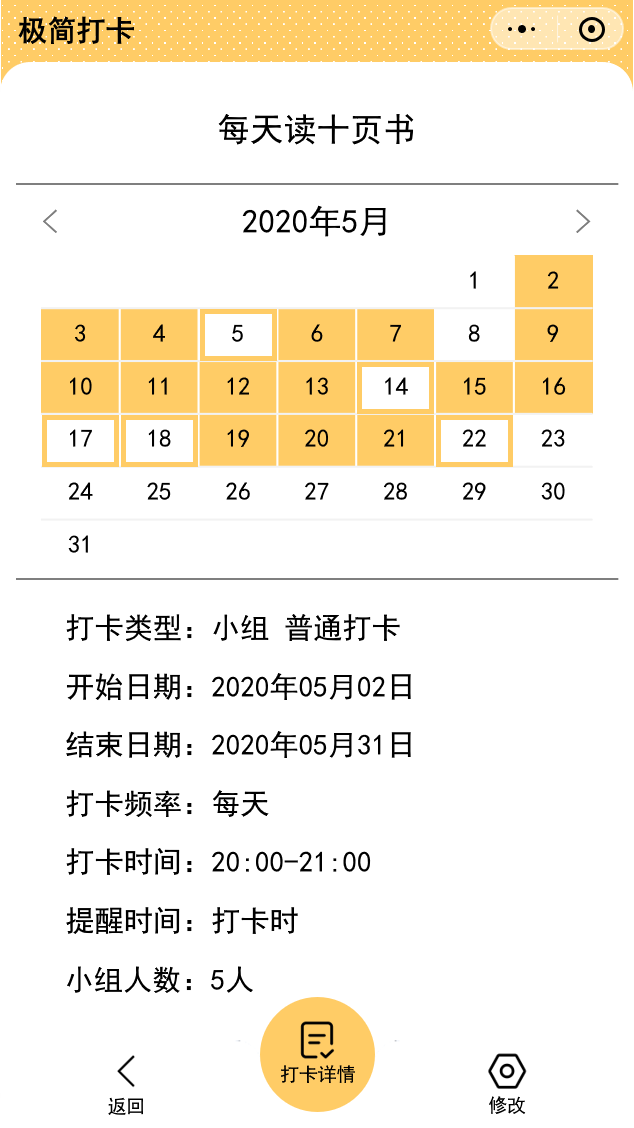 极简打卡
每天读十页书
2020年5月
1 2
3 4 5 6 7 8 9
10 11 12 13 14 15 16
17 18 19 20 21 22 23
24 25 26 27 28 29 30
31
打卡类型：小组 普通打卡
开始日期：2020年05月02日
结束日期：2020年05月31日
打卡频率：每天
打卡时间：20:00-21:00
提醒时间：打卡时
小组人数：5人
返回 打卡详情 修改